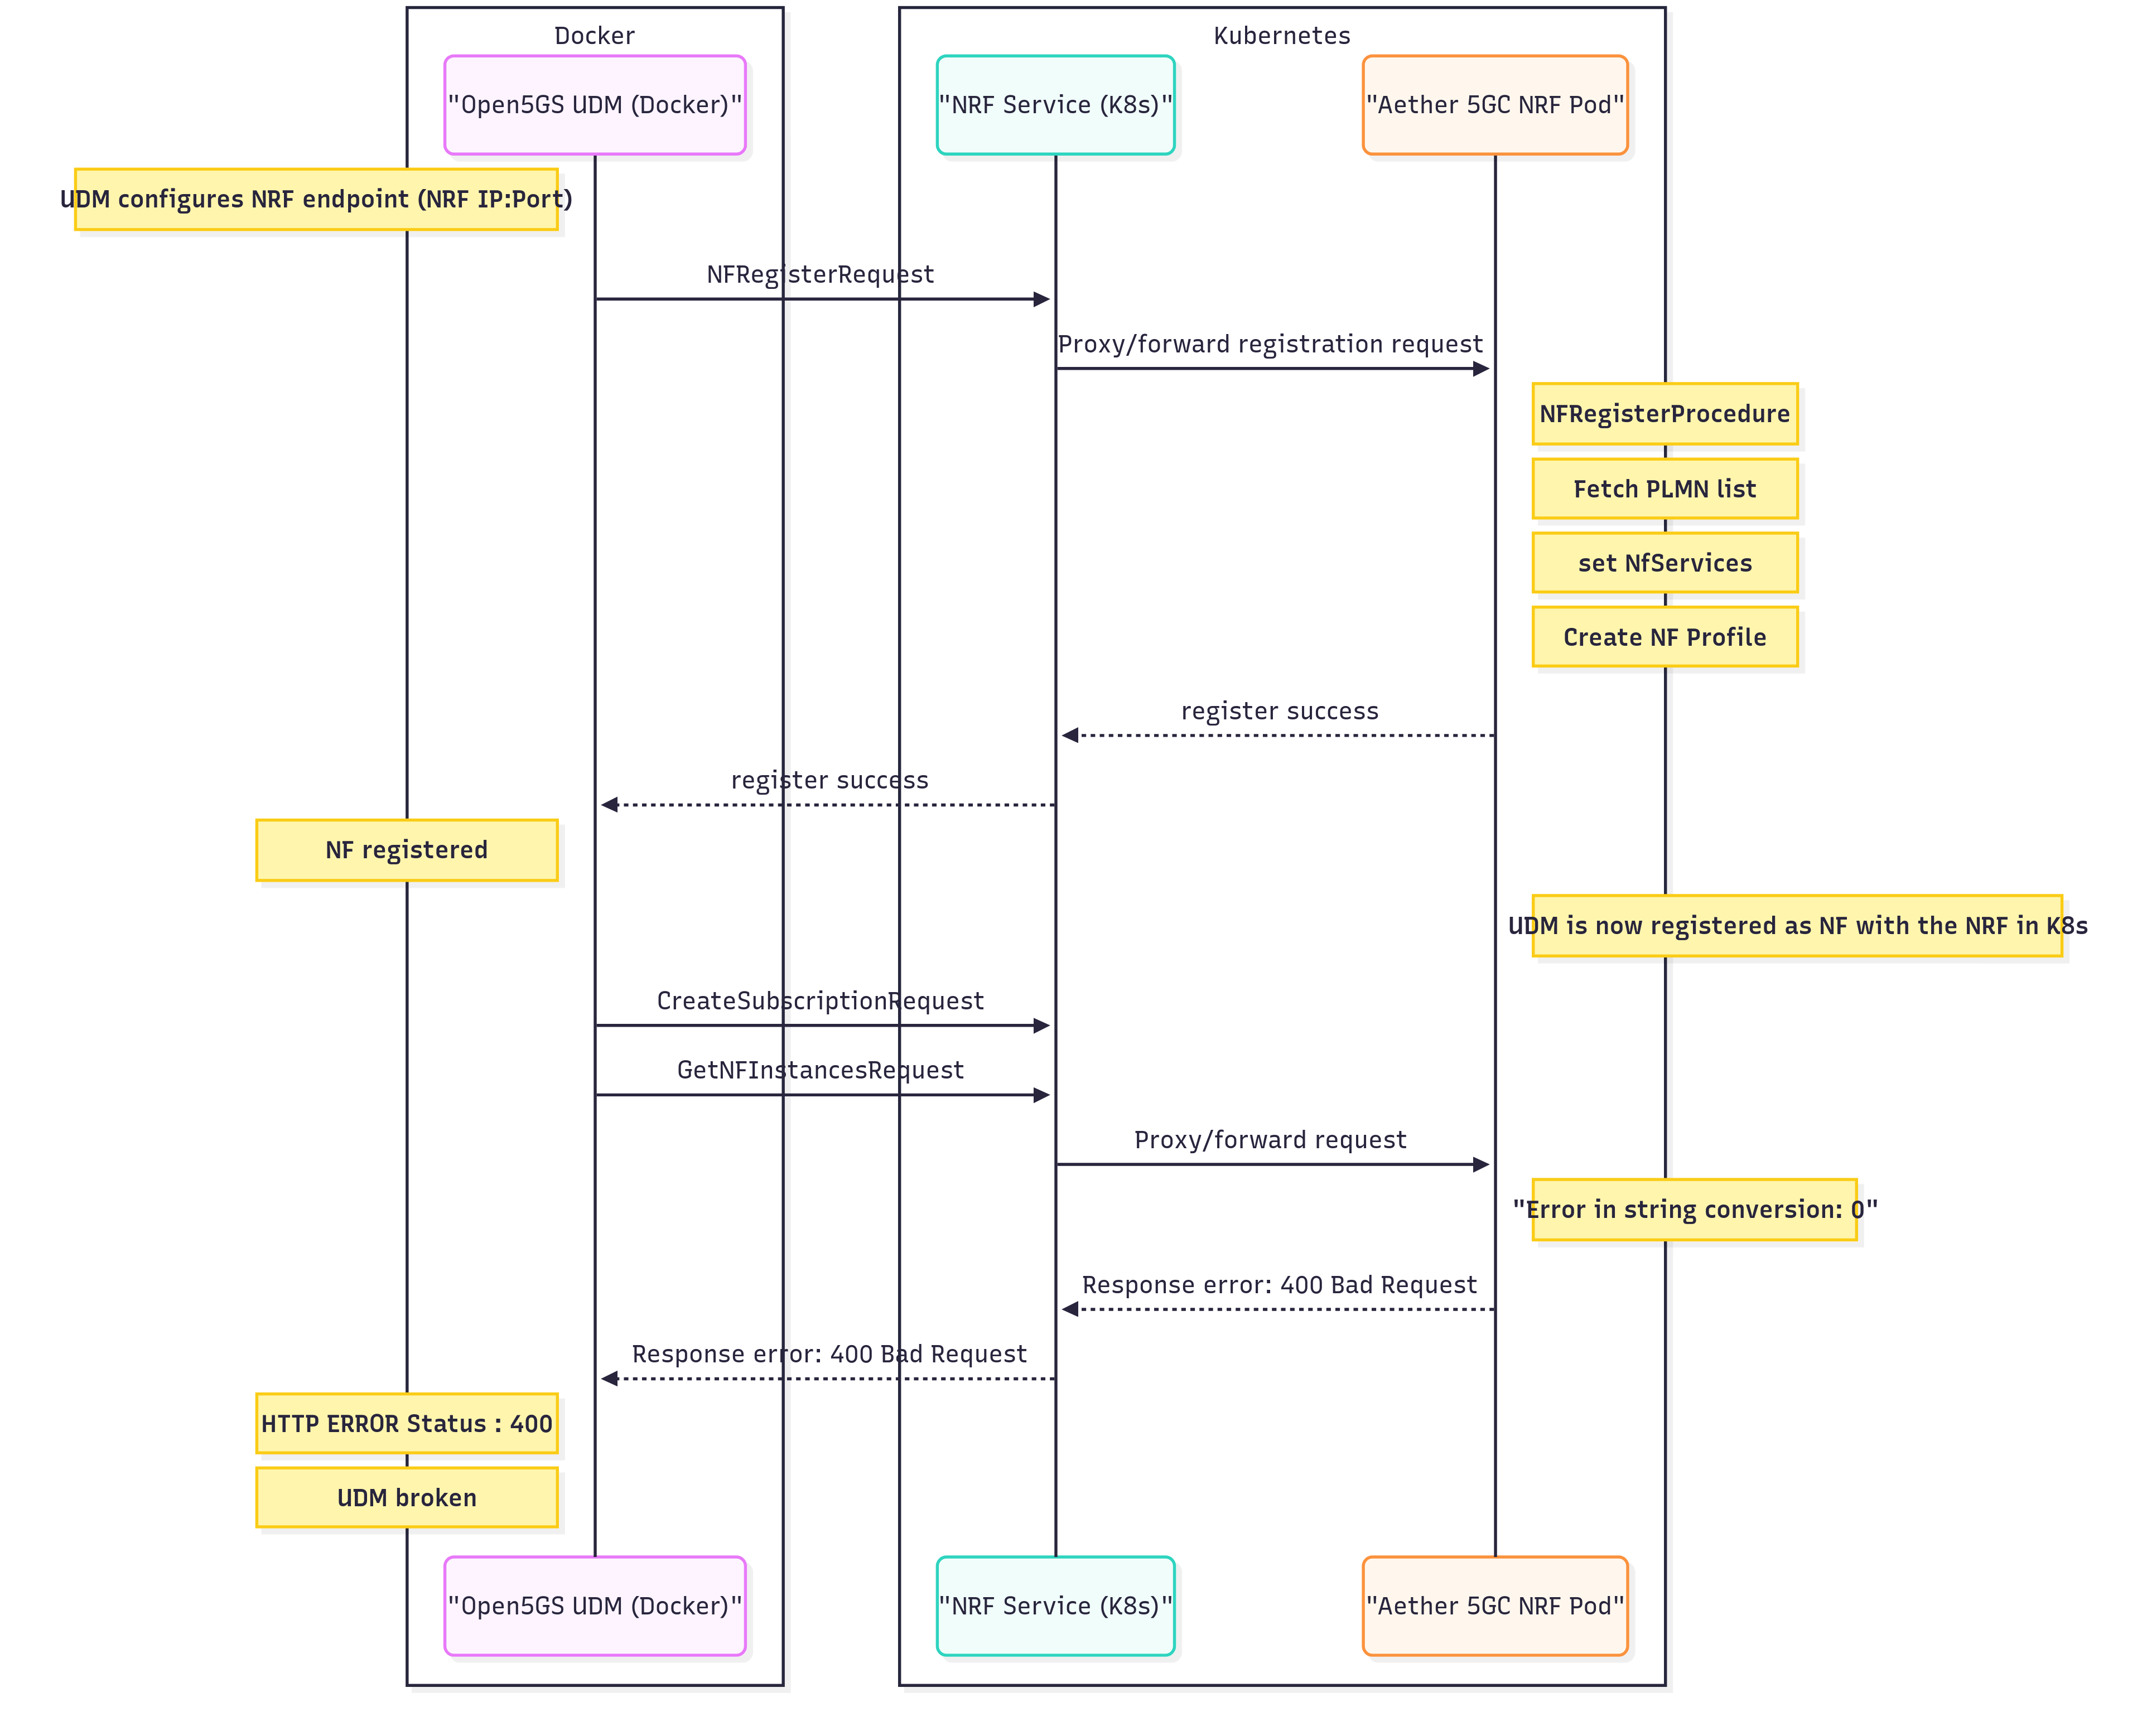 Docker
Kubernetes
"Open5GS UDM (Docker)"
"NRF Service (K8s)"
"Aether 5GC NRF Pod"
UDM configures NRF endpoint (NRF IP:Port)
NFRegisterRequest
Proxy/forward registration request
NFRegisterProcedure
Fetch PLMN list
set NfServices
Create NF Profile
register success
register success
NF registered
UDM is now registered as NF with the NRF in K8s
CreateSubscriptionRequest
GetNFInstancesRequest
Proxy/forward request
"Error in string conversion: 0"
Response error: 400 Bad Request
Response error: 400 Bad Request
HTTP ERROR Status : 400
UDM broken
"Open5GS UDM (Docker)"
"NRF Service (K8s)"
"Aether 5GC NRF Pod"